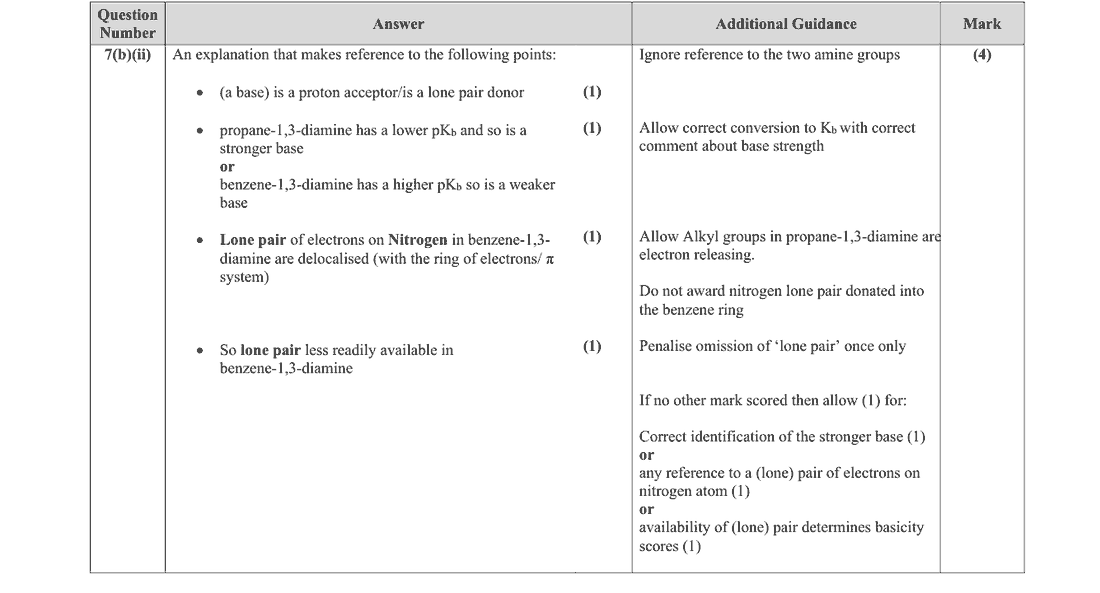 Question Number
Answer
Additional Guidance
Mark
7(b)(ii)
An explanation that makes reference to the following points:
• (a base) is a proton acceptor/is a lone pair donor (1)
• propane-1,3-diamine has a lower pKb and so is a (1)
stronger base
or
benzene-1,3-diamine has a higher pKb so is a weaker
base
• Lone pair of electrons on Nitrogen in benzene-1,3- (1)
diamine are delocalised (with the ring of electrons/ π
system)
• So lone pair less readily available in (1)
benzene-1,3-diamine
Ignore reference to the two amine groups
Allow correct conversion to Kb with correct
comment about base strength
Allow Alkyl groups in propane-1,3-diamine are
electron releasing.
Do not award nitrogen lone pair donated into
the benzene ring
Penalise omission of ‘lone pair’ once only
If no other mark scored then allow (1) for:
Correct identification of the stronger base (1)
or
any reference to a (lone) pair of electrons on
nitrogen atom (1)
or
availability of (lone) pair determines basicity
scores (1)
(4)